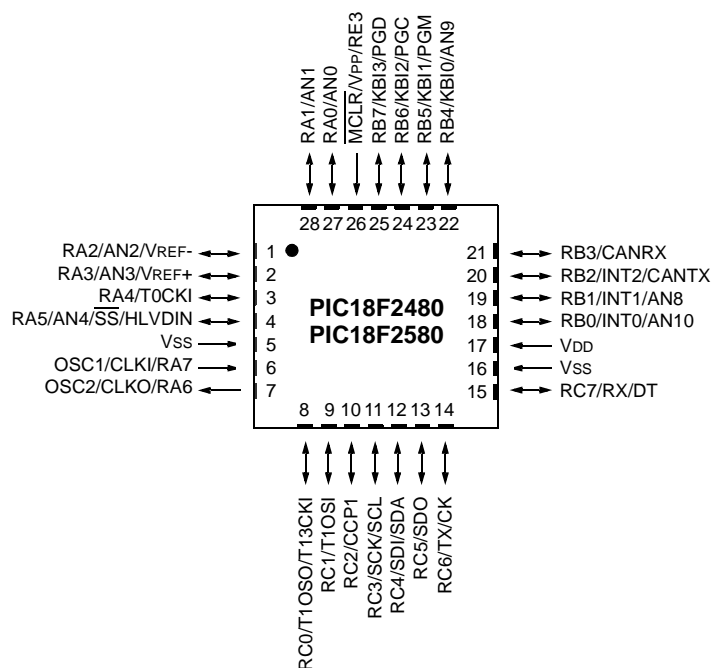 RA1/AN1
RA0/AN0
MCLR/VPP/RE3
RB7/KBI3/PGD
RB6/KBI2/PGC
RB5/KBI1/PGM
RB4/KBI0/AN9
28 27 26 25 24 23 22
RA2/AN2/VREF- 1
RA3/AN3/VREF+ 2
RA4/T0CKI 3
RA5/AN4/SS/HLVDIN 4
VSS 5
OSC1/CLKI/RA7 6
OSC2/CLKO/RA6 7
PIC18F2480
PIC18F2580
21 RB3/CANRX
20 RB2/INT2/CANTX
19 RB1/INT1/AN8
18 RB0/INT0/AN10
17 VDD
16 VSS
15 RC7/RX/DT
8 9 10 11 12 13 14
RC0/T1OSO/T13CKI
RC1/T1OSI
RC2/CCP1
RC3/SCK/SCL
RC4/SDI/SDA
RC5/SDO
RC6/TX/CK